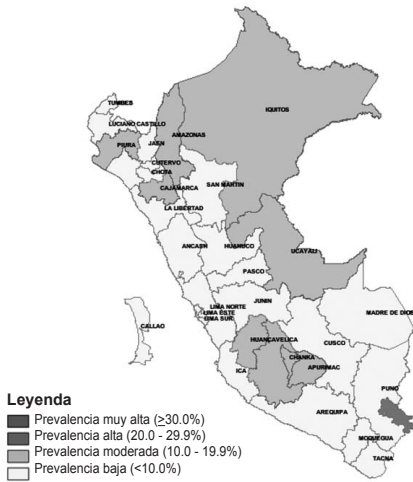 TUMBES
LUCIANO CASTILLO
PIURA
JAEN
AMAZONAS
IQUITOS
CUTERVO
CHOTA
CAJAMARCA
SAN MARTIN
LA LIBERTAD
ANCASH
HUANUCO
UCAYALI
PASCO
LIMA NORTE
LIMA ESTE
LIMA SUR
JUNIN
CALLAO
MADRE DE DIOS
HUANCAVELICA
CUSCO
CHANKA
APURIMAC
ICA
PUNO
AREQUIPA
MOQUEGUA
TACNA
Leyenda
Prevalencia muy alta (≥30.0%)
Prevalencia alta (20.0 - 29.9%)
Prevalencia moderada (10.0 - 19.9%)
Prevalencia baja (<10.0%)